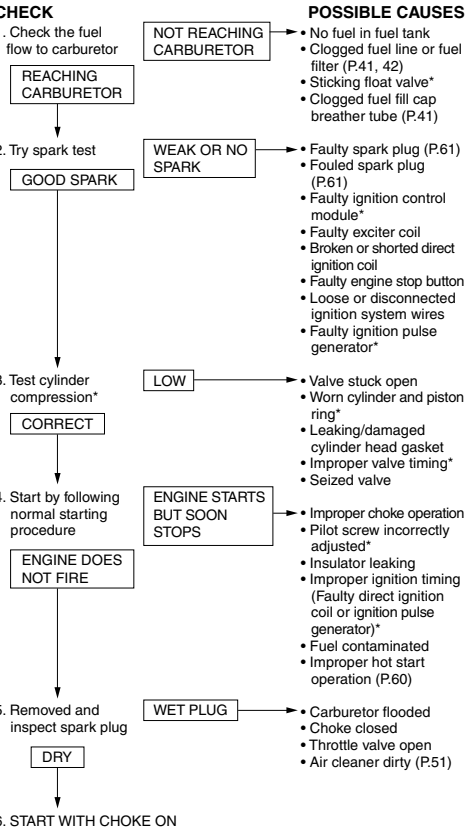 CHECK
POSSIBLE CAUSES
. Check the fuel
flow to carburetor
REACHING
CARBURETOR
NOT REACHING
CARBURETOR
• No fuel in fuel tank
• Clogged fuel line or fuel
filter (P.41, 42)
• Sticking float valve*
• Clogged fuel fill cap
breather tube (P.41)
2. Try spark test
GOOD SPARK
WEAK OR NO
SPARK
• Faulty spark plug (P.61)
• Fouled spark plug
(P.61)
• Faulty ignition control
module*
• Faulty exciter coil
• Broken or shorted direct
ignition coil
• Faulty engine stop button
• Loose or disconnected
ignition system wires
• Faulty ignition pulse
generator*
3. Test cylinder
compression*
CORRECT
LOW
• Valve stuck open
• Worn cylinder and piston
ring*
• Leaking/damaged
cylinder head gasket
• Improper valve timing*
• Seized valve
4. Start by following
normal starting
procedure
ENGINE DOES
NOT FIRE
ENGINE STARTS
BUT SOON
STOPS
• Improper choke operation
• Pilot screw incorrectly
adjusted*
• Insulator leaking
• Improper ignition timing
(Faulty direct ignition
coil or ignition pulse
generator)*
• Fuel contaminated
• Improper hot start
operation (P.60)
5. Removed and
inspect spark plug
DRY
WET PLUG
• Carburetor flooded
• Choke closed
• Throttle valve open
• Air cleaner dirty (P.51)
6. START WITH CHOKE ON